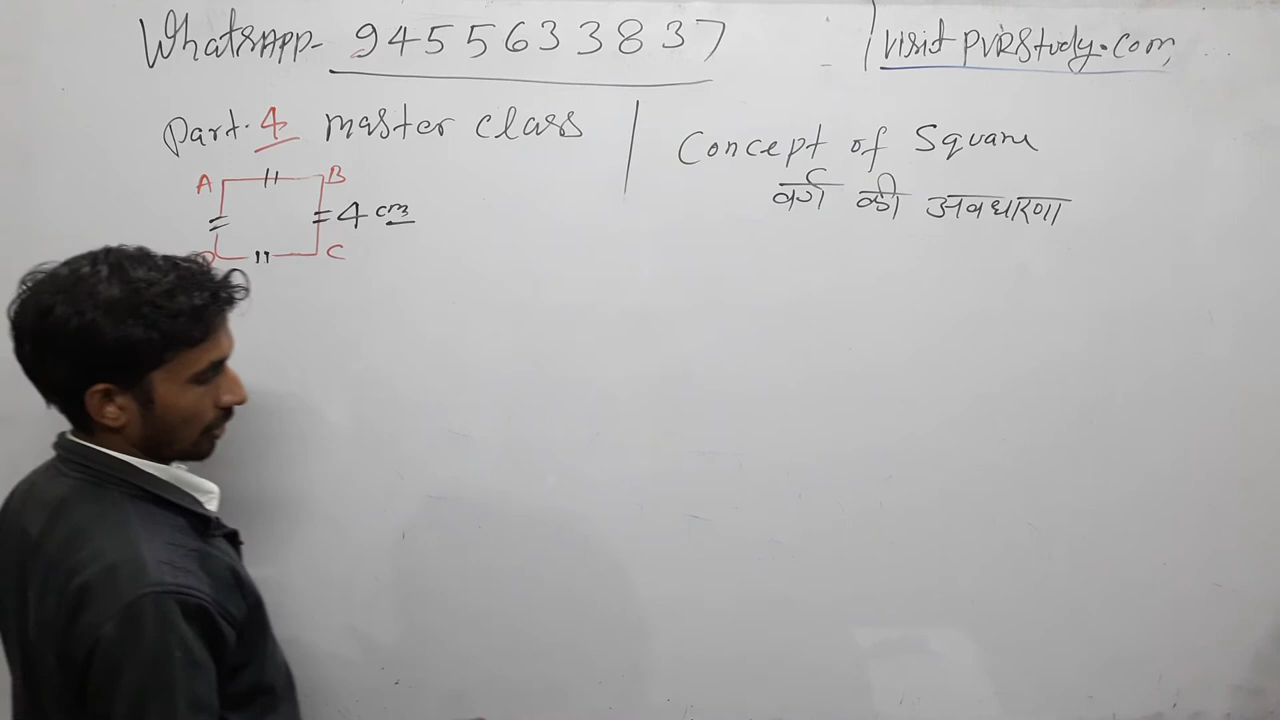 WhatsApp- 9455633837 | visit PVRStudy.com,
Part-4 master class | Concept of Square
वर्ग की अवधारणा
A B
4 cm
D C